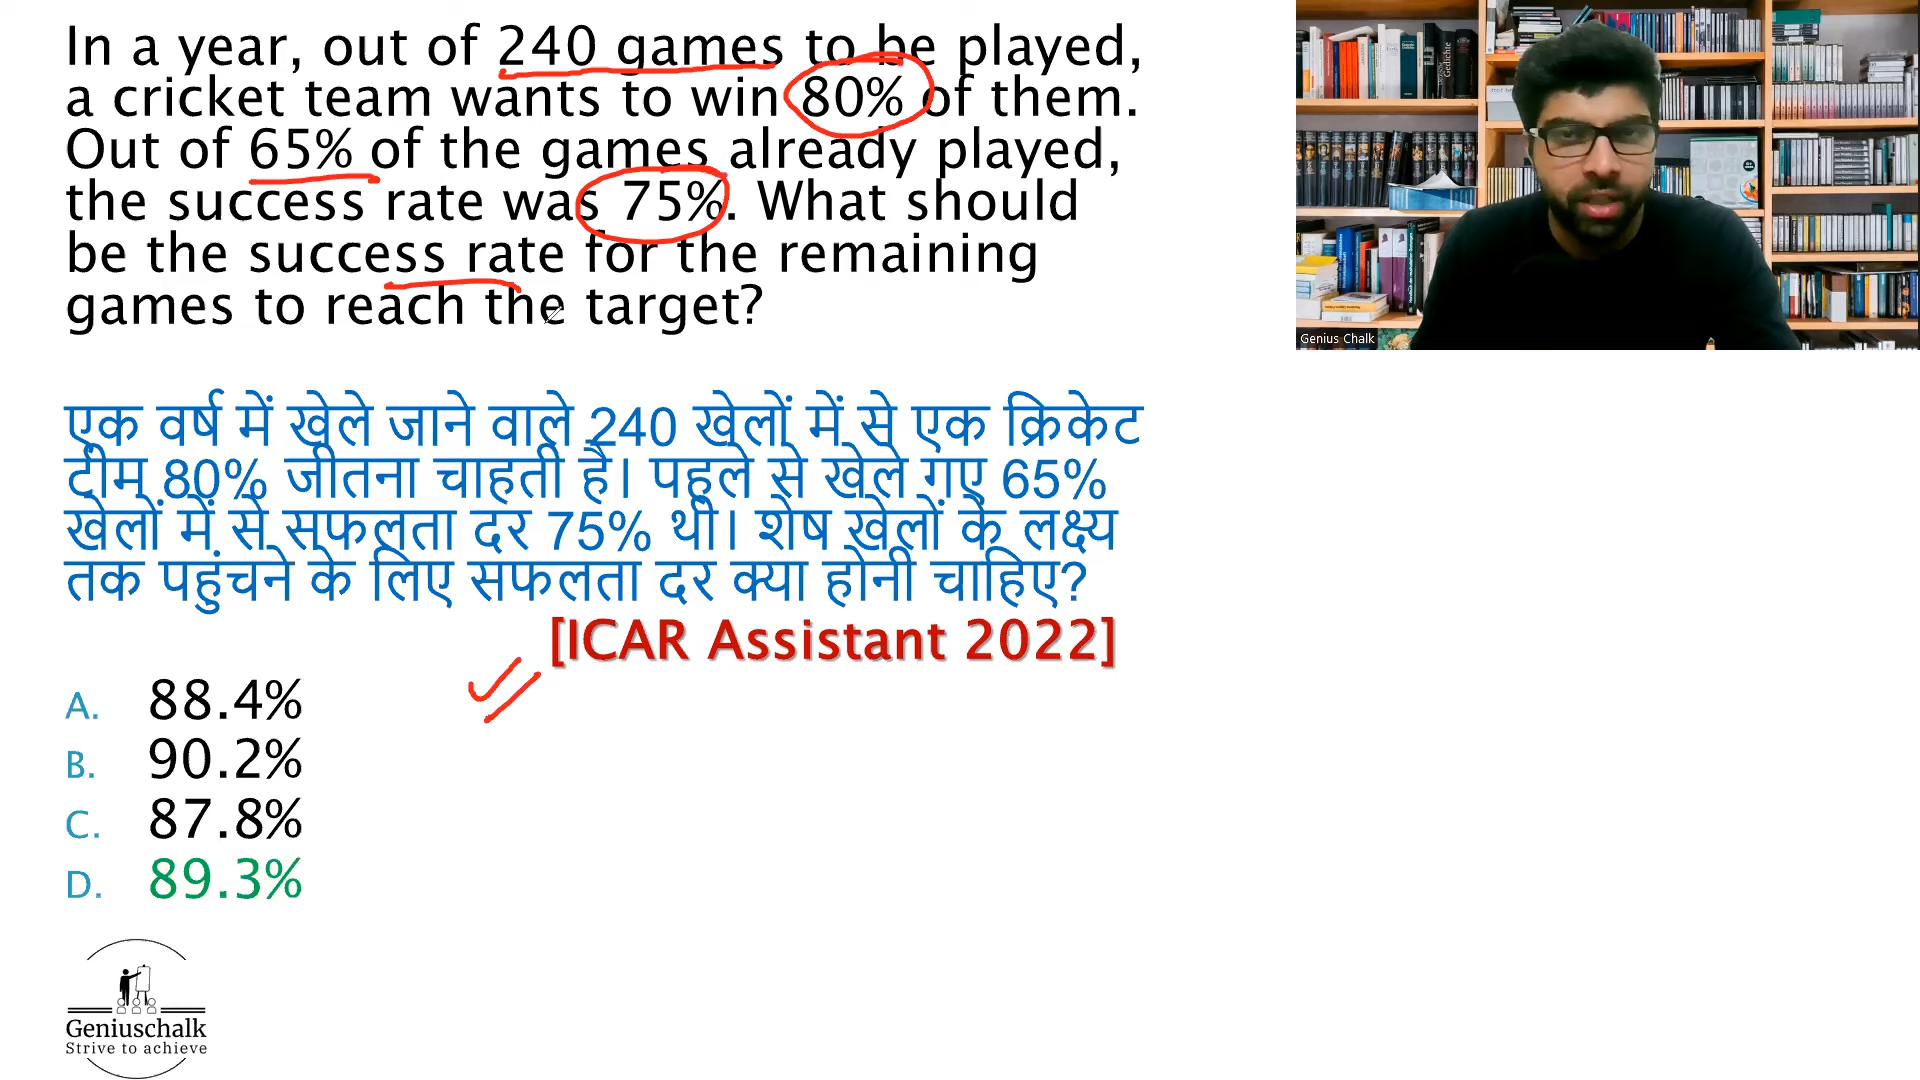 In a year, out of 240 games to be played,
a cricket team wants to win 80% of them.
Out of 65% of the games already played,
the success rate was 75%. What should
be the success rate for the remaining
games to reach the target?
एक वर्ष में खेले जाने वाले 240 खेलों में से एक क्रिकेट
टीम 80% जीतना चाहती है। पहले से खेले गए 65%
खेलों में से सफलता दर 75% थी। शेष खेलों के लक्ष्य
तक पहुंचने के लिए सफलता दर क्या होनी चाहिए?
[ICAR Assistant 2022]
A. 88.4%
B. 90.2%
C. 87.8%
D. 89.3%
Geniuschalk
Strive to achieve
Genius Chalk
Gedichte